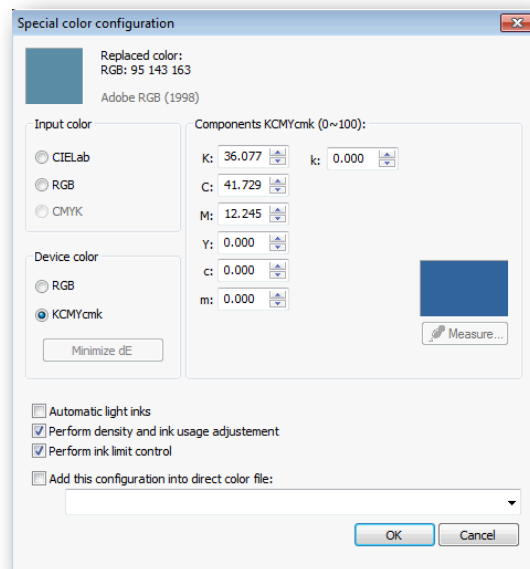 Special color configuration
Replaced color:
RGB: 95 143 163
Adobe RGB (1998)
Input color
CIELab
RGB
CMYK
Device color
RGB
KCMYcmk
Minimize dE
Components KCMYcmk (0~100):
K: 36.077 k: 0.000
C: 41.729
M: 12.245
Y: 0.000
c: 0.000
m: 0.000
Measure...
Automatic light inks
Perform density and ink usage adjustement
Perform ink limit control
Add this configuration into direct color file:
OK Cancel